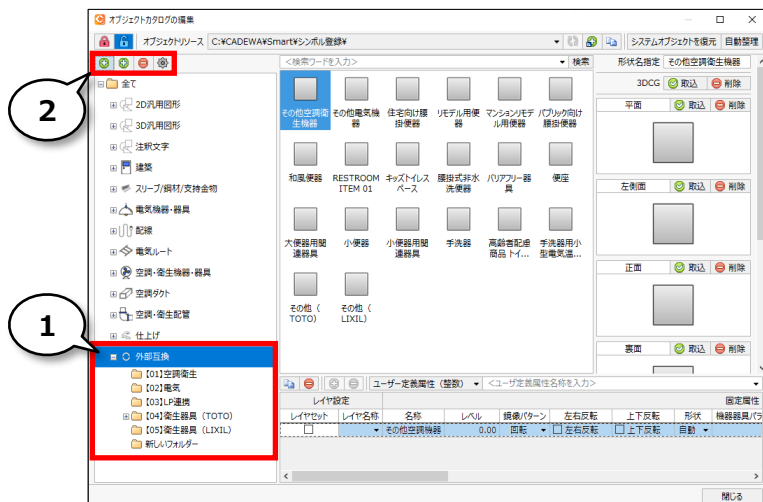 オブジェクトカタログの編集
オブジェクトリソース C:¥CADEWA¥Smart¥シンボル登録¥
システムオブジェクトを復元 自動整理
<検索ワードを入力> 検索
形状名指定 その他空調衛生機器
3DCG 取込 削除
2
全て
2D汎用図形
3D汎用図形
注釈文字
建築
スリーブ/鋼材/支持金物
電気機器・器具
配線
電気ルート
空調・衛生機器・器具
空調ダクト
空調・衛生配管
仕上げ
1
外部互換
【01】空調衛生
【02】電気
【03】LP連携
【04】衛生器具（TOTO）
【05】衛生器具（LIXIL）
新しいフォルダー
その他空調衛
生機器
その他電気機
器
住宅向け腰
掛便器
リモデル用便
器
マンションリモデ
ル用便器
パブリック向け
腰掛便器
和風便器
RESTROOM
ITEM 01
キッズトイレス
ペース
腰掛式非水
洗便器
バリアフリー器
具
便座
大便器用関
連器具
小便器
小便器用関
連器具
手洗器
高齢者配慮
商品 トイ...
手洗器用小
型電気温...
その他（
TOTO）
その他（
LIXIL）
平面 取込 削除
左側面 取込 削除
正面 取込 削除
裏面 取込 削除
ユーザー定義属性（整数） <ユーザ定義属性名称を入力>
レイヤ設定 固定属性
レイヤセット レイヤ名称 名称 レベル 鏡像パターン 左右反転 上下反転 形状 機器器具パラ
その他空調機器 0.00 回転 左右反転 上下反転 自動
閉じる